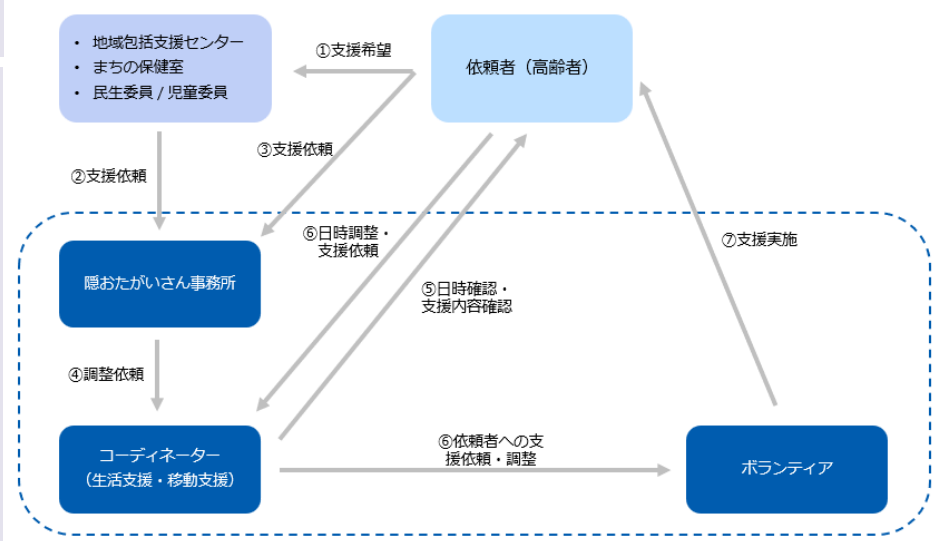 • 地域包括支援センター
• まちの保健室
• 民生委員 / 児童委員
①支援希望
依頼者（高齢者）
③支援依頼
②支援依頼
⑥日時調整・
支援依頼
⑦支援実施
隠おたがいさん事務所
⑤日時確認・
支援内容確認
④調整依頼
コーディネーター
（生活支援・移動支援）
⑥依頼者への支
援依頼・調整
ボランティア